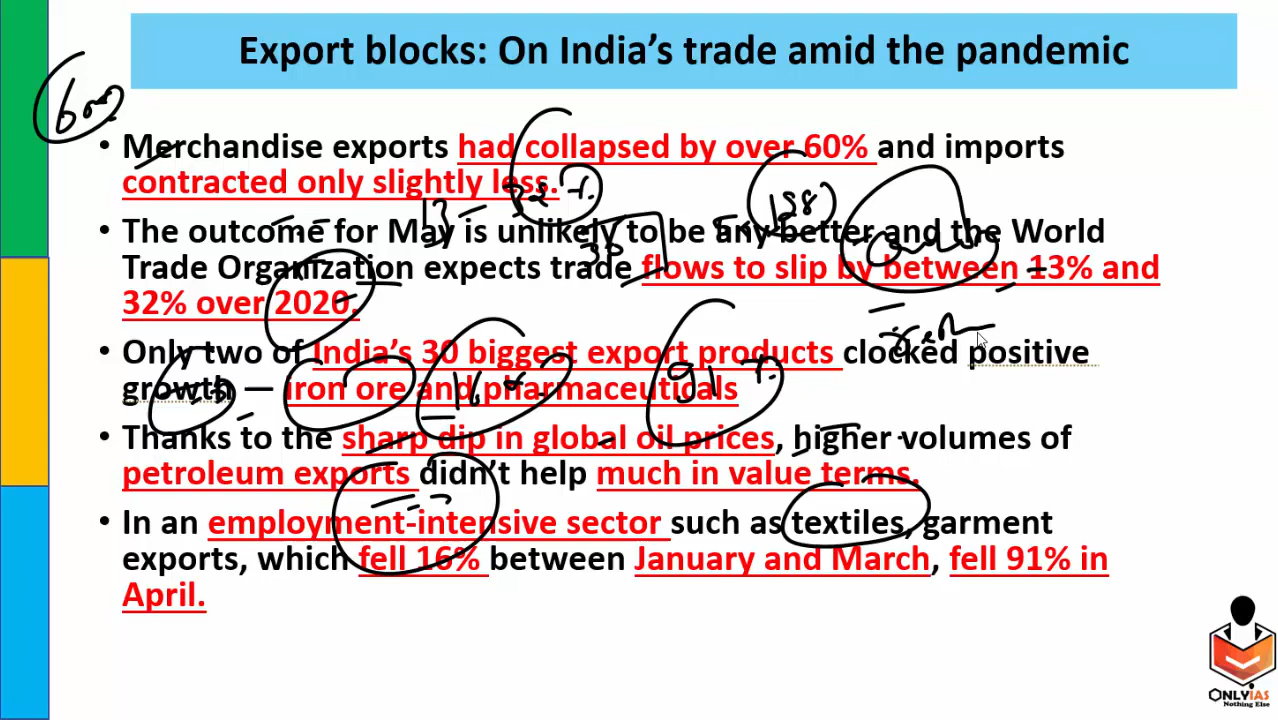 Export blocks: On India's trade amid the pandemic
• Merchandise exports had collapsed by over 60% and imports
contracted only slightly less.
• The outcome for May is unlikely to be any better and the World
Trade Organization expects trade flows to slip by between 13% and
32% over 2020.
• Only two of India's 30 biggest export products clocked positive
growth — iron ore and pharmaceuticals
• Thanks to the sharp dip in global oil prices, higher volumes of
petroleum exports didn't help much in value terms.
• In an employment-intensive sector such as textiles, garment
exports, which fell 16% between January and March, fell 91% in
April.
13 - 32%
16%
91%
ONLYIAS
Nothing Else